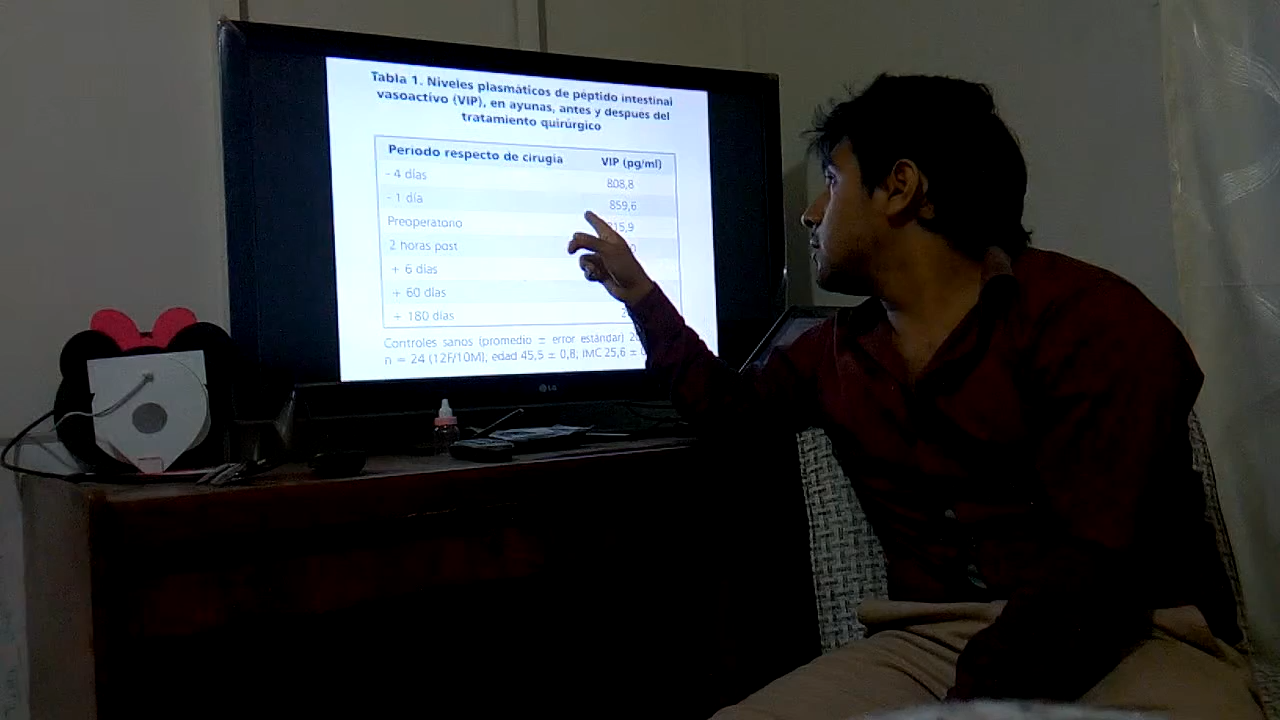 Tabla 1. Niveles plasmáticos de péptido intestinal
vasoactivo (VIP), en ayunas, antes y después del
tratamiento quirúrgico
Periodo respecto de cirugía VIP (pg/ml)
- 4 días 808,8
- 1 día 859,6
Preoperatorio 15,9
2 horas post
+ 6 días
+ 60 días
+ 180 días
Controles sanos (promedio ± error estándar)
n = 24 (12F/10M), edad 45,5 ± 0,8; IMC 25,6 ±
LG